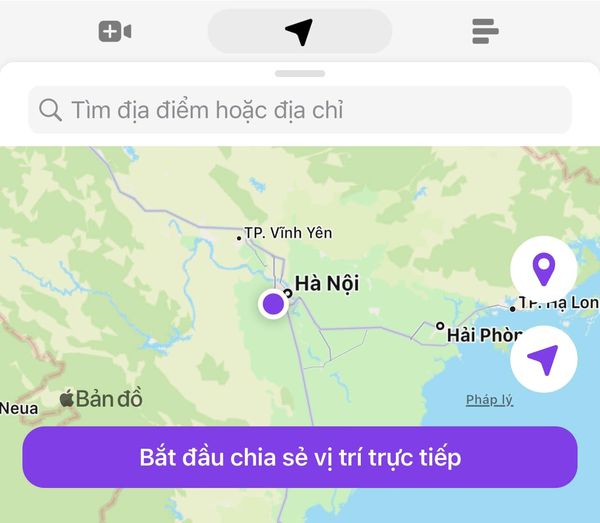 Tìm địa điểm hoặc địa chỉ
TP. Vĩnh Yên
Hà Nội
TP. Hạ Lon
Hải Phòn
Neua
Bản đồ
Pháp lý
Bắt đầu chia sẻ vị trí trực tiếp